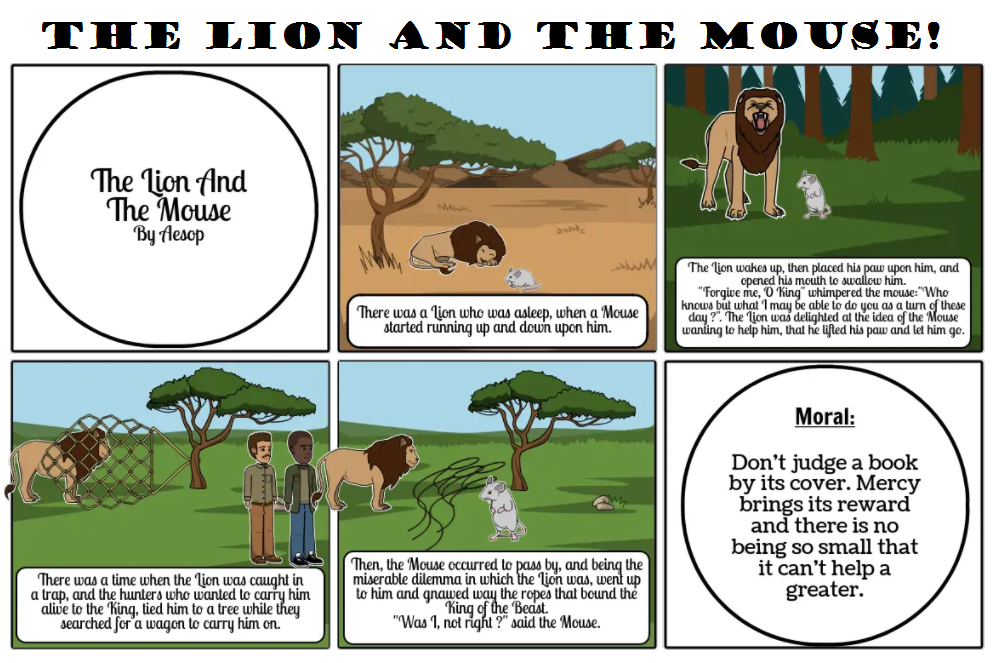 THE LION AND THE MOUSE!
The Lion And
The Mouse
By Aesop
There was a Lion who was asleep, when a Mouse
started running up and down upon him.
The Lion wakes up, then placed his paw upon him, and
opened his mouth to swallow him.
"Forgive me, O King" whimpered the mouse:"Who
knows but what I may be able to do you as a turn of these
day ?". The Lion was delighted at the idea of the Mouse
wanting to help him, that he lifted his paw and let him go.
There was a time when the Lion was caught in
a trap, and the hunters who wanted to carry him
alive to the King, tied him to a tree while they
searched for a wagon to carry him on.
Then, the Mouse occurred to pass by, and being the
miserable dilemma in which the Lion was, went up
to him and gnawed way the ropes that bound the
King of the Beast.
"Was I, not right ?" said the Mouse.
Moral:
Don't judge a book
by its cover. Mercy
brings its reward
and there is no
being so small that
it can't help a
greater.